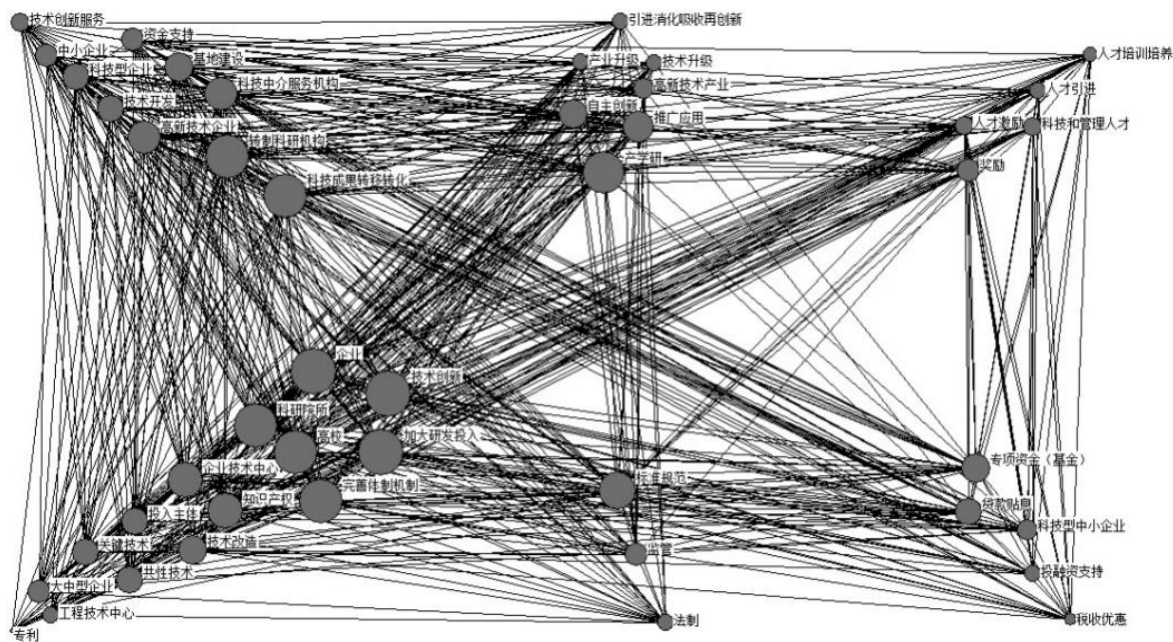 技术创新服务
资金支持
中小企业
基地建设
科技型企业
科技中介服务机构
技术开发
高新技术企业
转制科研机构
科技成果转移转化
引进消化吸收再创新
产业升级
技术升级
高新技术产业
自主创新
推广应用
产学研
人才培训培养
人才引进
人才激励
科技和管理人才
奖励
企业
技术创新
科研院所
高校
加大研发投入
企业技术中心
完善体制机制
知识产权
投入主体
关键技术
技术改造
共性技术
大中型企业
工程技术中心
专利
标准规范
监管
法制
专项资金（基金）
贷款贴息
科技型中小企业
投融资支持
税收优惠